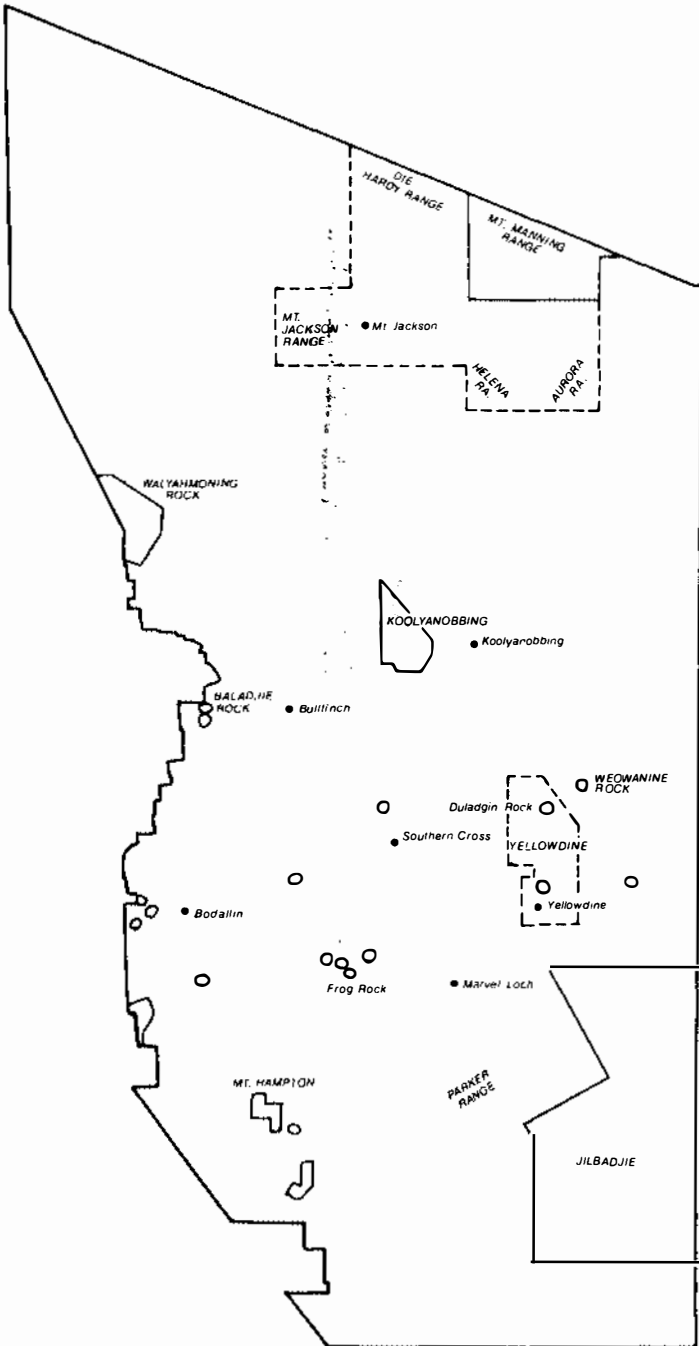 DIE
HARDY RANGE
MT. MANNING
RANGE
MT.
JACKSON
RANGE
Mt Jackson
HELENA
RA.
AURORA
RA.
WALYAHMONING
ROCK
KOOLYANOBBING
Koolyanobbing
BALADJIE
ROCK
Bullfinch
WEOWANINE
ROCK
Duladgin Rock
Southern Cross
YELLOWDINE
Bodallin
Yellowdine
Frog Rock
Marvel Loch
MT. HAMPTON
PARKER
RANGE
JILBADJIE